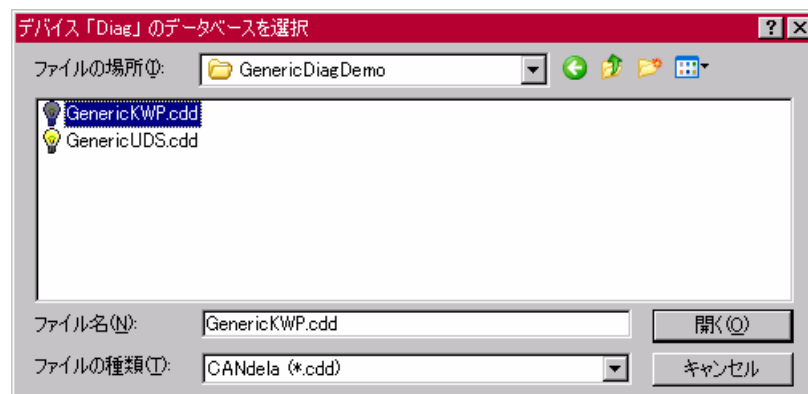 デバイス「Diag」のデータベースを選択
ファイルの場所(I):
GenericDiagDemo
GenericKWP.cdd
GenericUDS.cdd
ファイル名(N):
GenericKWP.cdd
開く(O)
ファイルの種類(T):
CANdela (*.cdd)
キャンセル